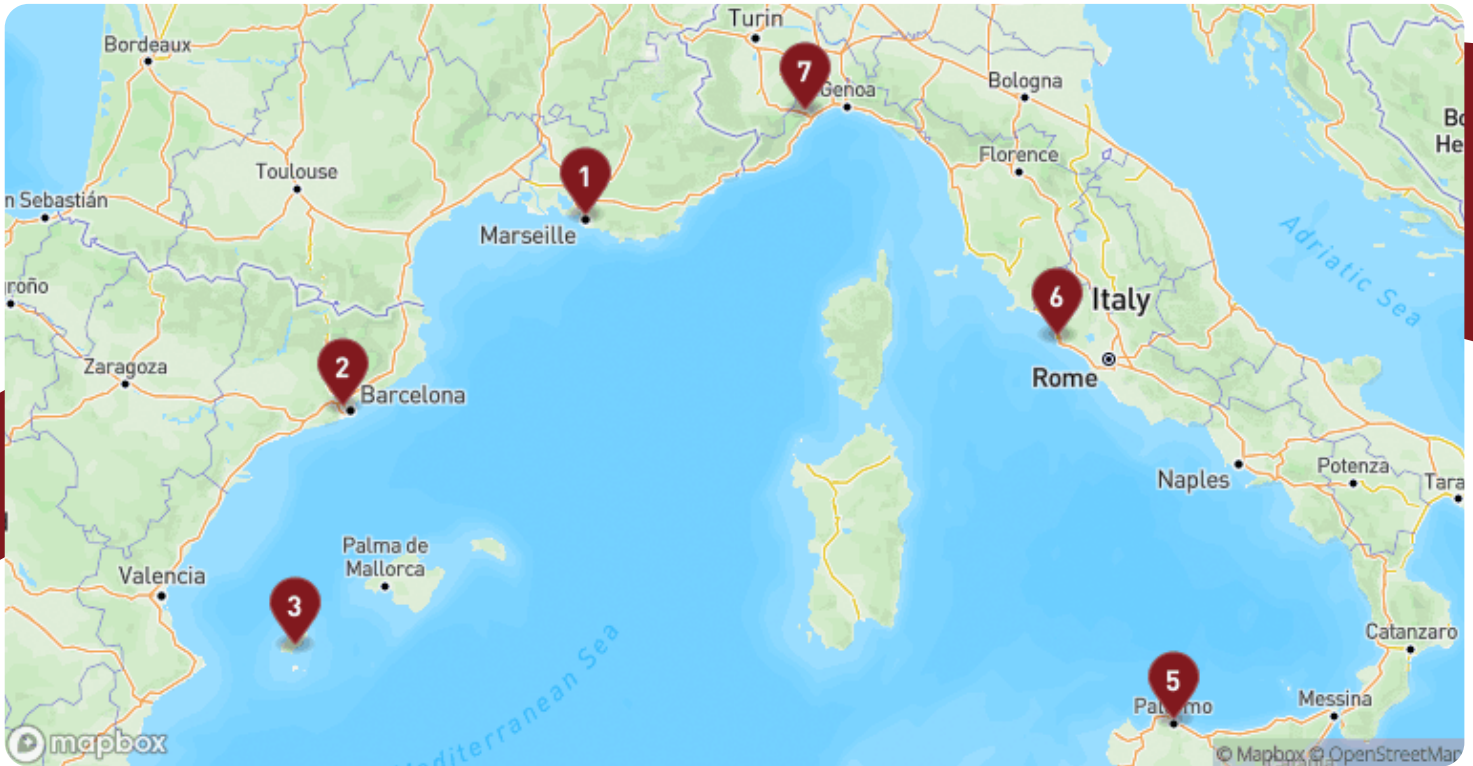 Turin
Bordeaux
7
Genoa
Bologna
Bo
He
Florence
1
Toulouse
n Sebastián
Marseille
Adriatic Sea
roño
6
Italy
2
Zaragoza
Rome
Barcelona
Naples
Potenza
Tara
Palma de
Mallorca
Valencia
3
Catanzaro
Mediterranean Sea
5
Messina
Palermo
mapbox
© Mapbox © OpenStreetMap